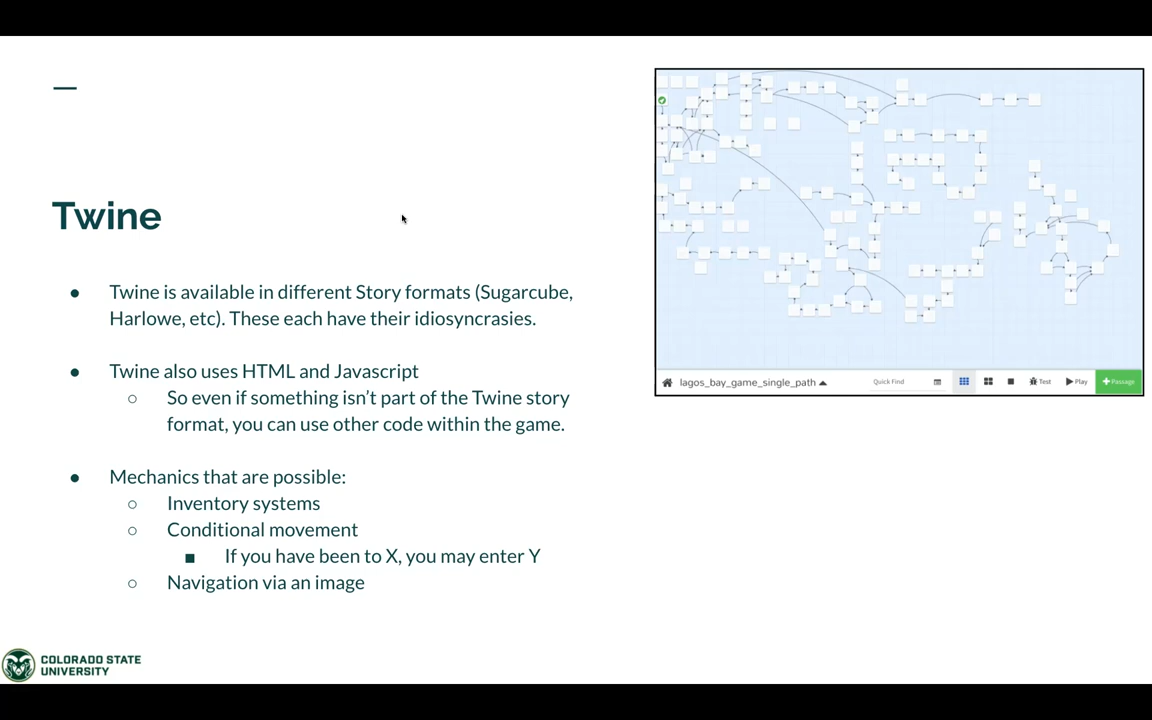 Twine
● Twine is available in different Story formats (Sugarcube,
Harlowe, etc). These each have their idiosyncrasies.
● Twine also uses HTML and Javascript
○ So even if something isn’t part of the Twine story
format, you can use other code within the game.
● Mechanics that are possible:
○ Inventory systems
○ Conditional movement
■ If you have been to X, you may enter Y
○ Navigation via an image
lagos_bay_game_single_path
Quick Find
Test
Play
+Passage
COLORADO STATE
UNIVERSITY